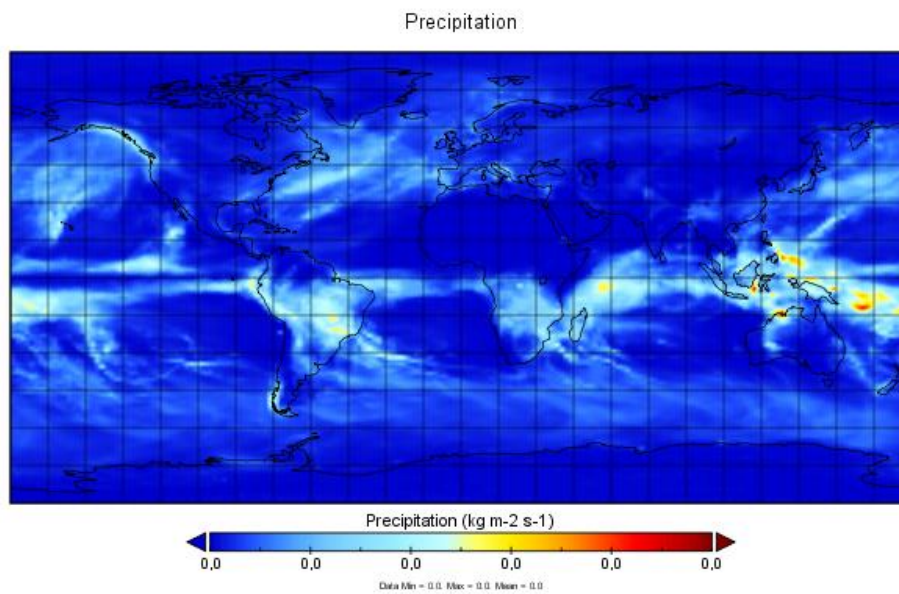 Precipitation
Precipitation (kg m-2 s-1)
0.0 0.0 0.0 0.0 0.0 0.0
Data Min = 0.0, Max = 0.0, Mean = 0.0